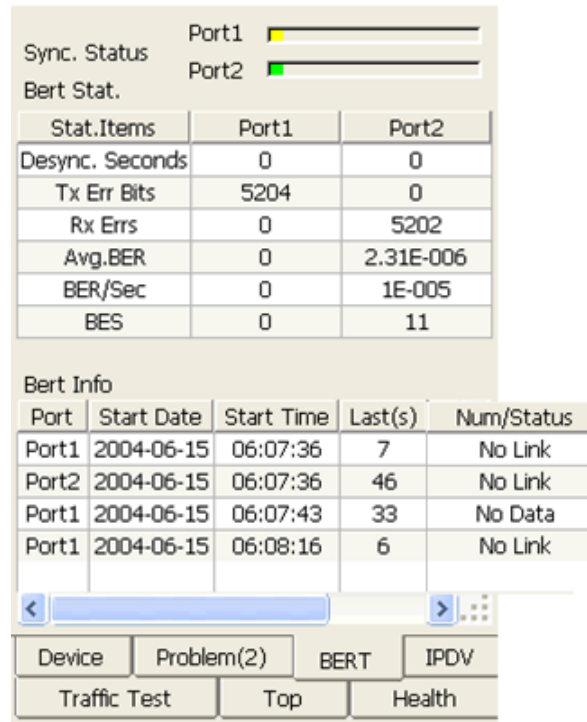 Port1
Sync. Status
Port2
Bert Stat.
Stat.Items Port1 Port2
Desync. Seconds 0 0
Tx Err Bits 5204 0
Rx Errs 0 5202
Avg.BER 0 2.31E-006
BER/Sec 0 1E-005
BES 0 11
Bert Info
Port Start Date Start Time Last(s) Num/Status
Port1 2004-06-15 06:07:36 7 No Link
Port2 2004-06-15 06:07:36 46 No Link
Port1 2004-06-15 06:07:43 33 No Data
Port1 2004-06-15 06:08:16 6 No Link
Device Problem(2) BERT IPDV
Traffic Test Top Health